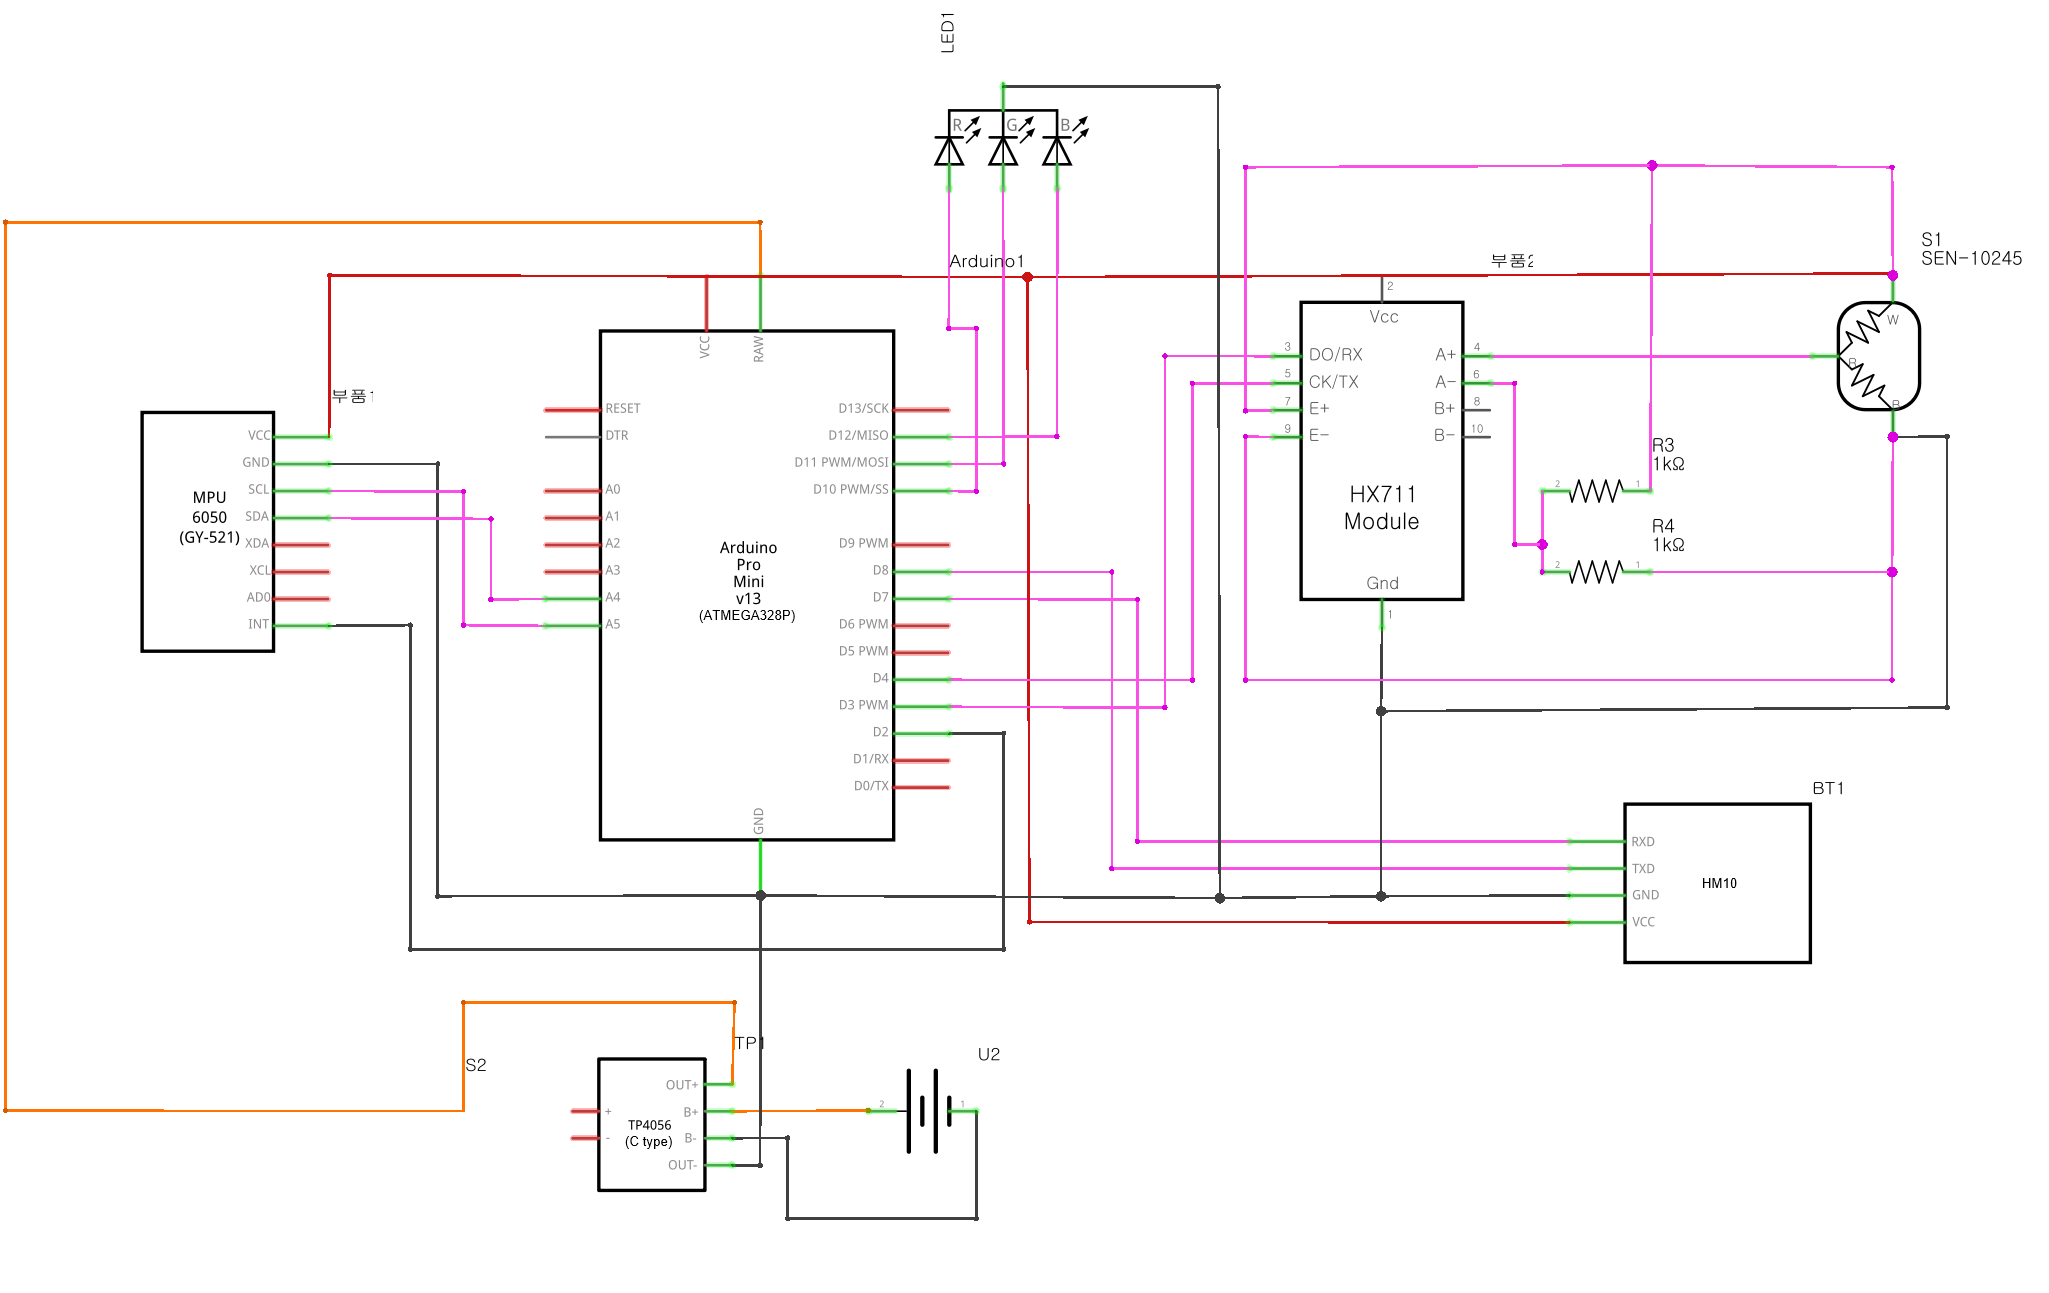 LED1
R
G
B
Arduino1
부품2
S1
SEN-10245
VCC
RAW
2
Vcc
W
부품1
RESET
DTR
A0
A1
A2
A3
A4
A5
D13/SCK
D12/MISO
D11 PWM/MOSI
D10 PWM/SS
D9 PWM
D8
D7
D6 PWM
D5 PWM
D4
D3 PWM
D2
D1/RX
D0/TX
GND
Arduino
Pro
Mini
v13
(ATMEGA328P)
VCC
GND
SCL
SDA
XDA
XCL
AD0
INT
MPU
6050
(GY-521)
3
DO/RX
5
CK/TX
7
E+
9
E-
A+
4
A-
6
B+
8
B-
10
HX711
Module
Gnd
1
R
B
R3
1kΩ
2
1
R4
1kΩ
2
1
BT1
RXD
TXD
GND
VCC
HM10
S2
TP1
U2
OUT+
B+
B-
OUT-
+
-
TP4056
(C type)
2
1